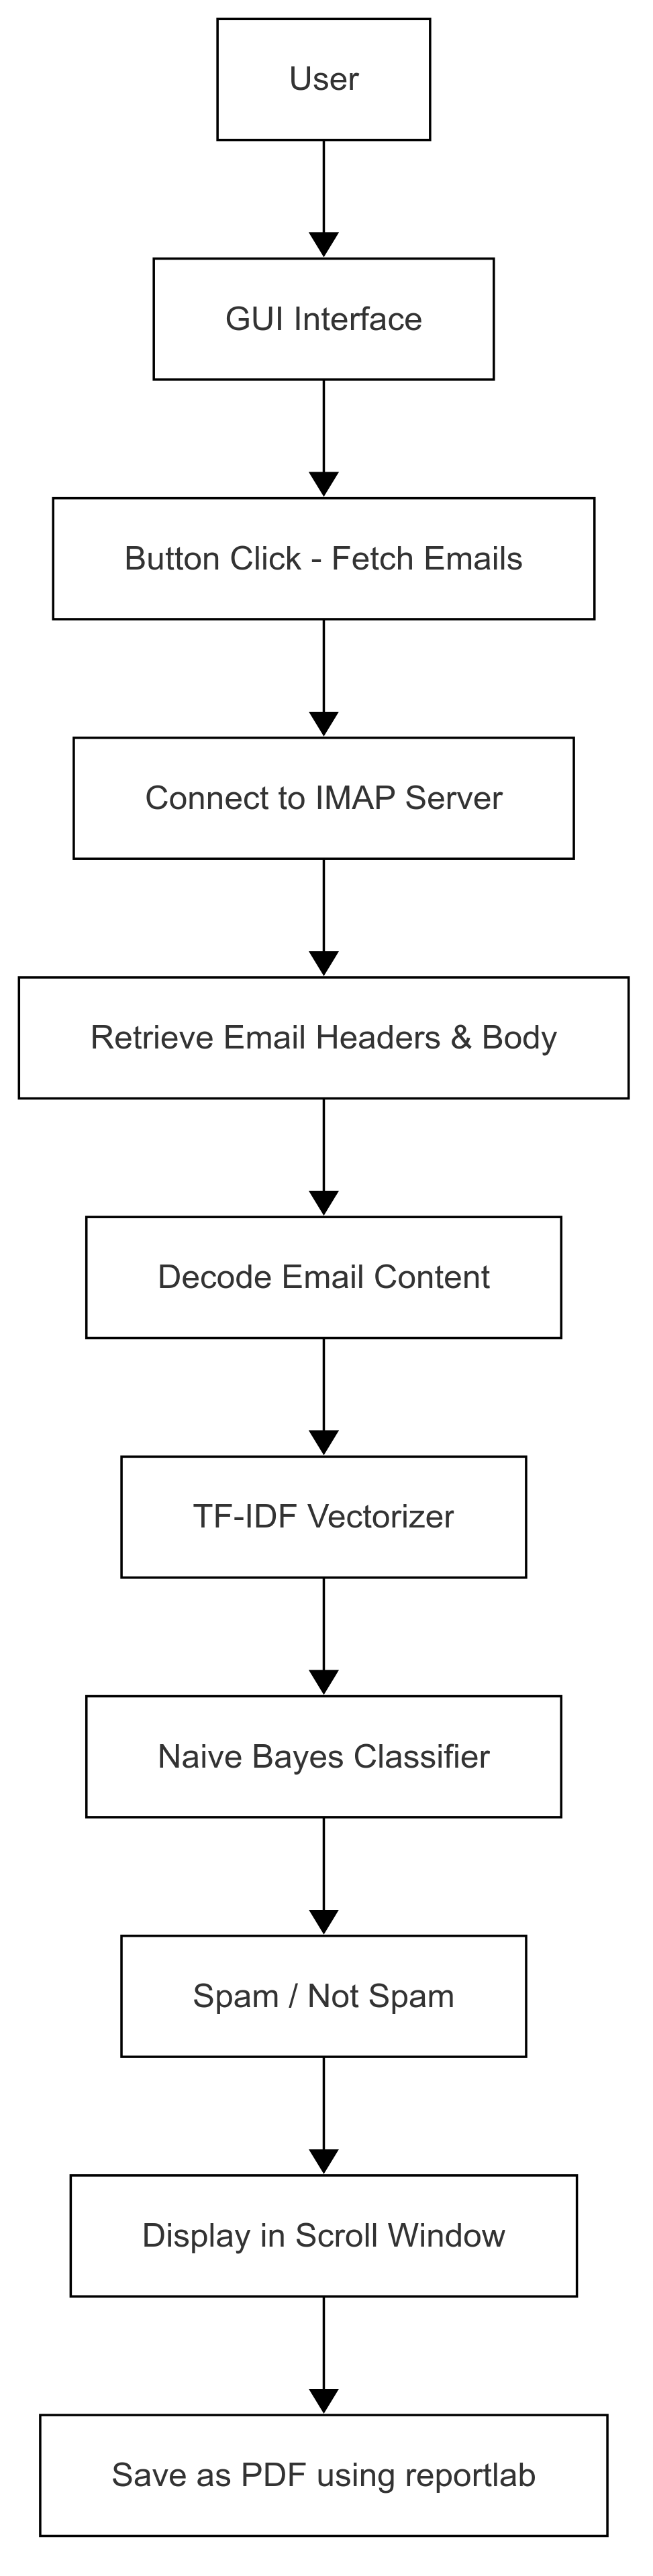 User
GUI Interface
Button Click - Fetch Emails
Connect to IMAP Server
Retrieve Email Headers & Body
Decode Email Content
TF-IDF Vectorizer
Naive Bayes Classifier
Spam / Not Spam
Display in Scroll Window
Save as PDF using reportlab